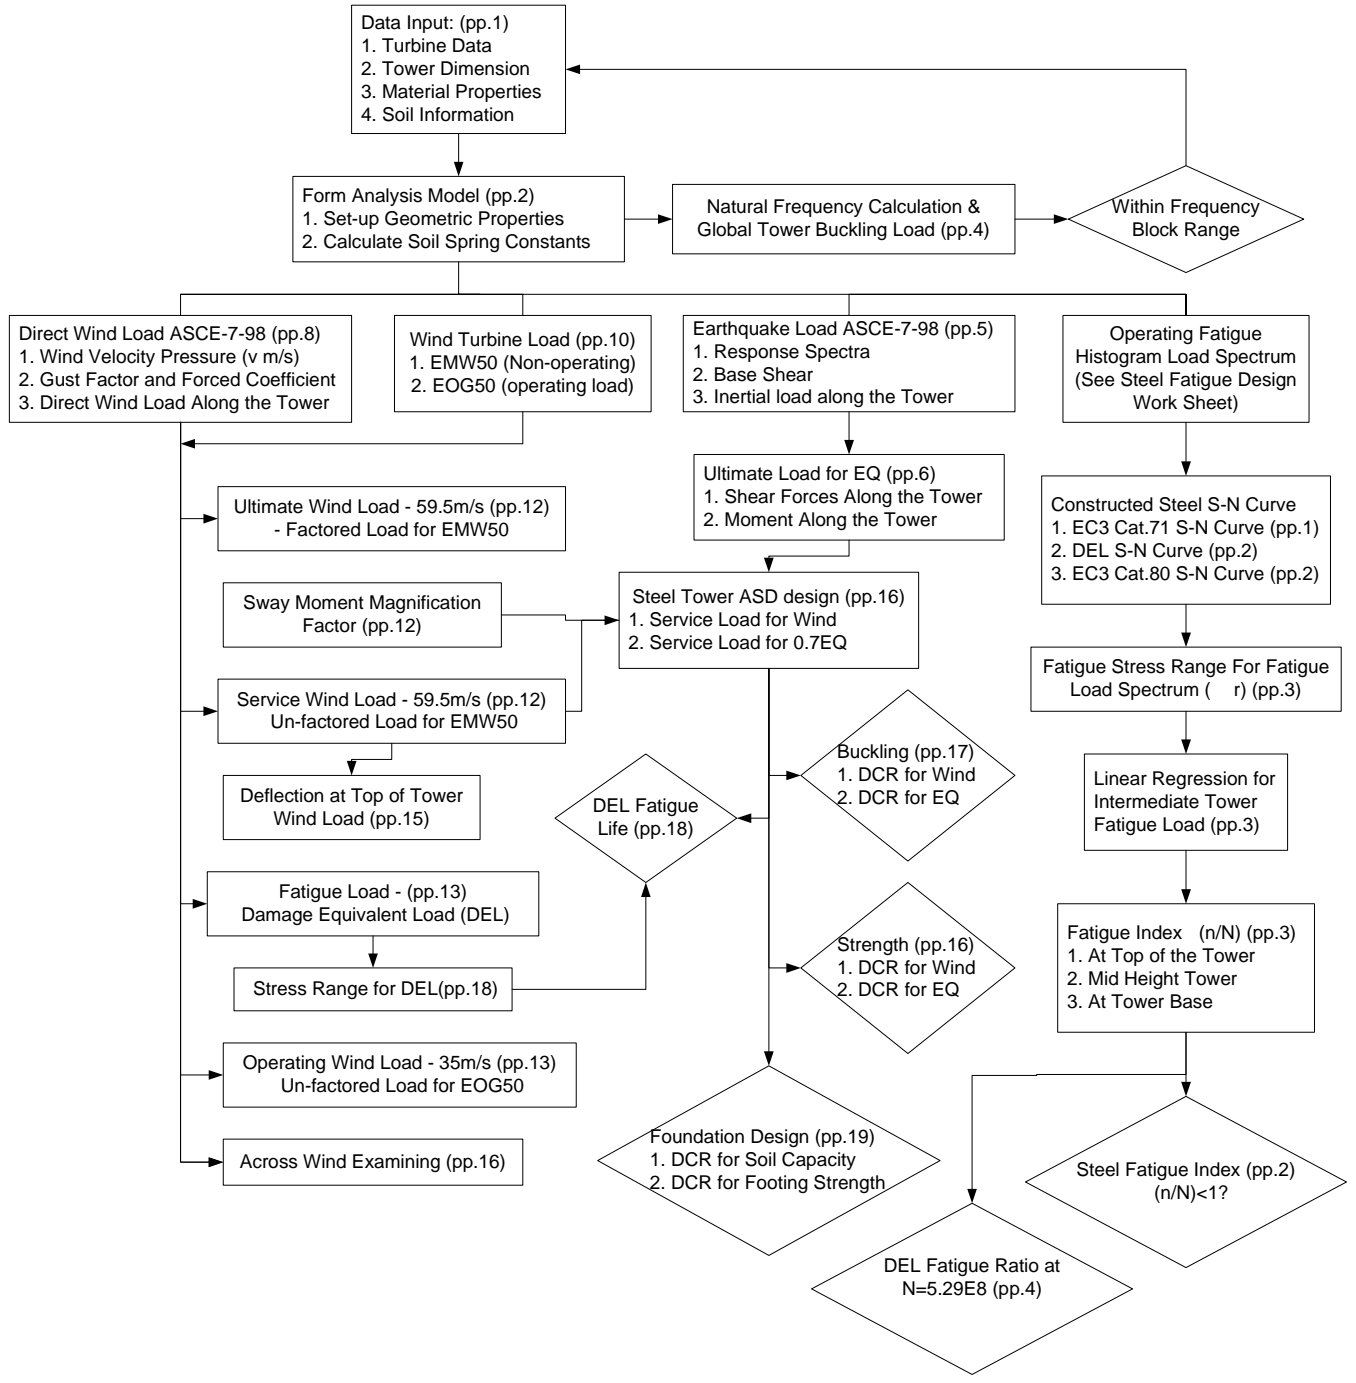 Data Input: (pp.1)
1. Turbine Data
2. Tower Dimension
3. Material Properties
4. Soil Information
Form Analysis Model (pp.2)
1. Set-up Geometric Properties
2. Calculate Soil Spring Constants
Natural Frequency Calculation &
Global Tower Buckling Load (pp.4)
Within Frequency
Block Range
Direct Wind Load ASCE-7-98 (pp.8)
1. Wind Velocity Pressure (v m/s)
2. Gust Factor and Forced Coefficient
3. Direct Wind Load Along the Tower
Wind Turbine Load (pp.10)
1. EMW50 (Non-operating)
2. EOG50 (operating load)
Earthquake Load ASCE-7-98 (pp.5)
1. Response Spectra
2. Base Shear
3. Inertial load along the Tower
Operating Fatigue
Histogram Load Spectrum
(See Steel Fatigue Design
Work Sheet)
Ultimate Load for EQ (pp.6)
1. Shear Forces Along the Tower
2. Moment Along the Tower
Constructed Steel S-N Curve
1. EC3 Cat.71 S-N Curve (pp.1)
2. DEL S-N Curve (pp.2)
3. EC3 Cat.80 S-N Curve (pp.2)
Ultimate Wind Load - 59.5m/s (pp.12)
- Factored Load for EMW50
Sway Moment Magnification
Factor (pp.12)
Steel Tower ASD design (pp.16)
1. Service Load for Wind
2. Service Load for 0.7EQ
Fatigue Stress Range For Fatigue
Load Spectrum ( r) (pp.3)
Service Wind Load - 59.5m/s (pp.12)
Un-factored Load for EMW50
Buckling (pp.17)
1. DCR for Wind
2. DCR for EQ
Linear Regression for
Intermediate Tower
Fatigue Load (pp.3)
Deflection at Top of Tower
Wind Load (pp.15)
DEL Fatigue
Life (pp.18)
Fatigue Load - (pp.13)
Damage Equivalent Load (DEL)
Strength (pp.16)
1. DCR for Wind
2. DCR for EQ
Fatigue Index (n/N) (pp.3)
1. At Top of the Tower
2. Mid Height Tower
3. At Tower Base
Stress Range for DEL(pp.18)
Operating Wind Load - 35m/s (pp.13)
Un-factored Load for EOG50
Across Wind Examining (pp.16)
Foundation Design (pp.19)
1. DCR for Soil Capacity
2. DCR for Footing Strength
Steel Fatigue Index (pp.2)
(n/N)<1?
DEL Fatigue Ratio at
N=5.29E8 (pp.4)